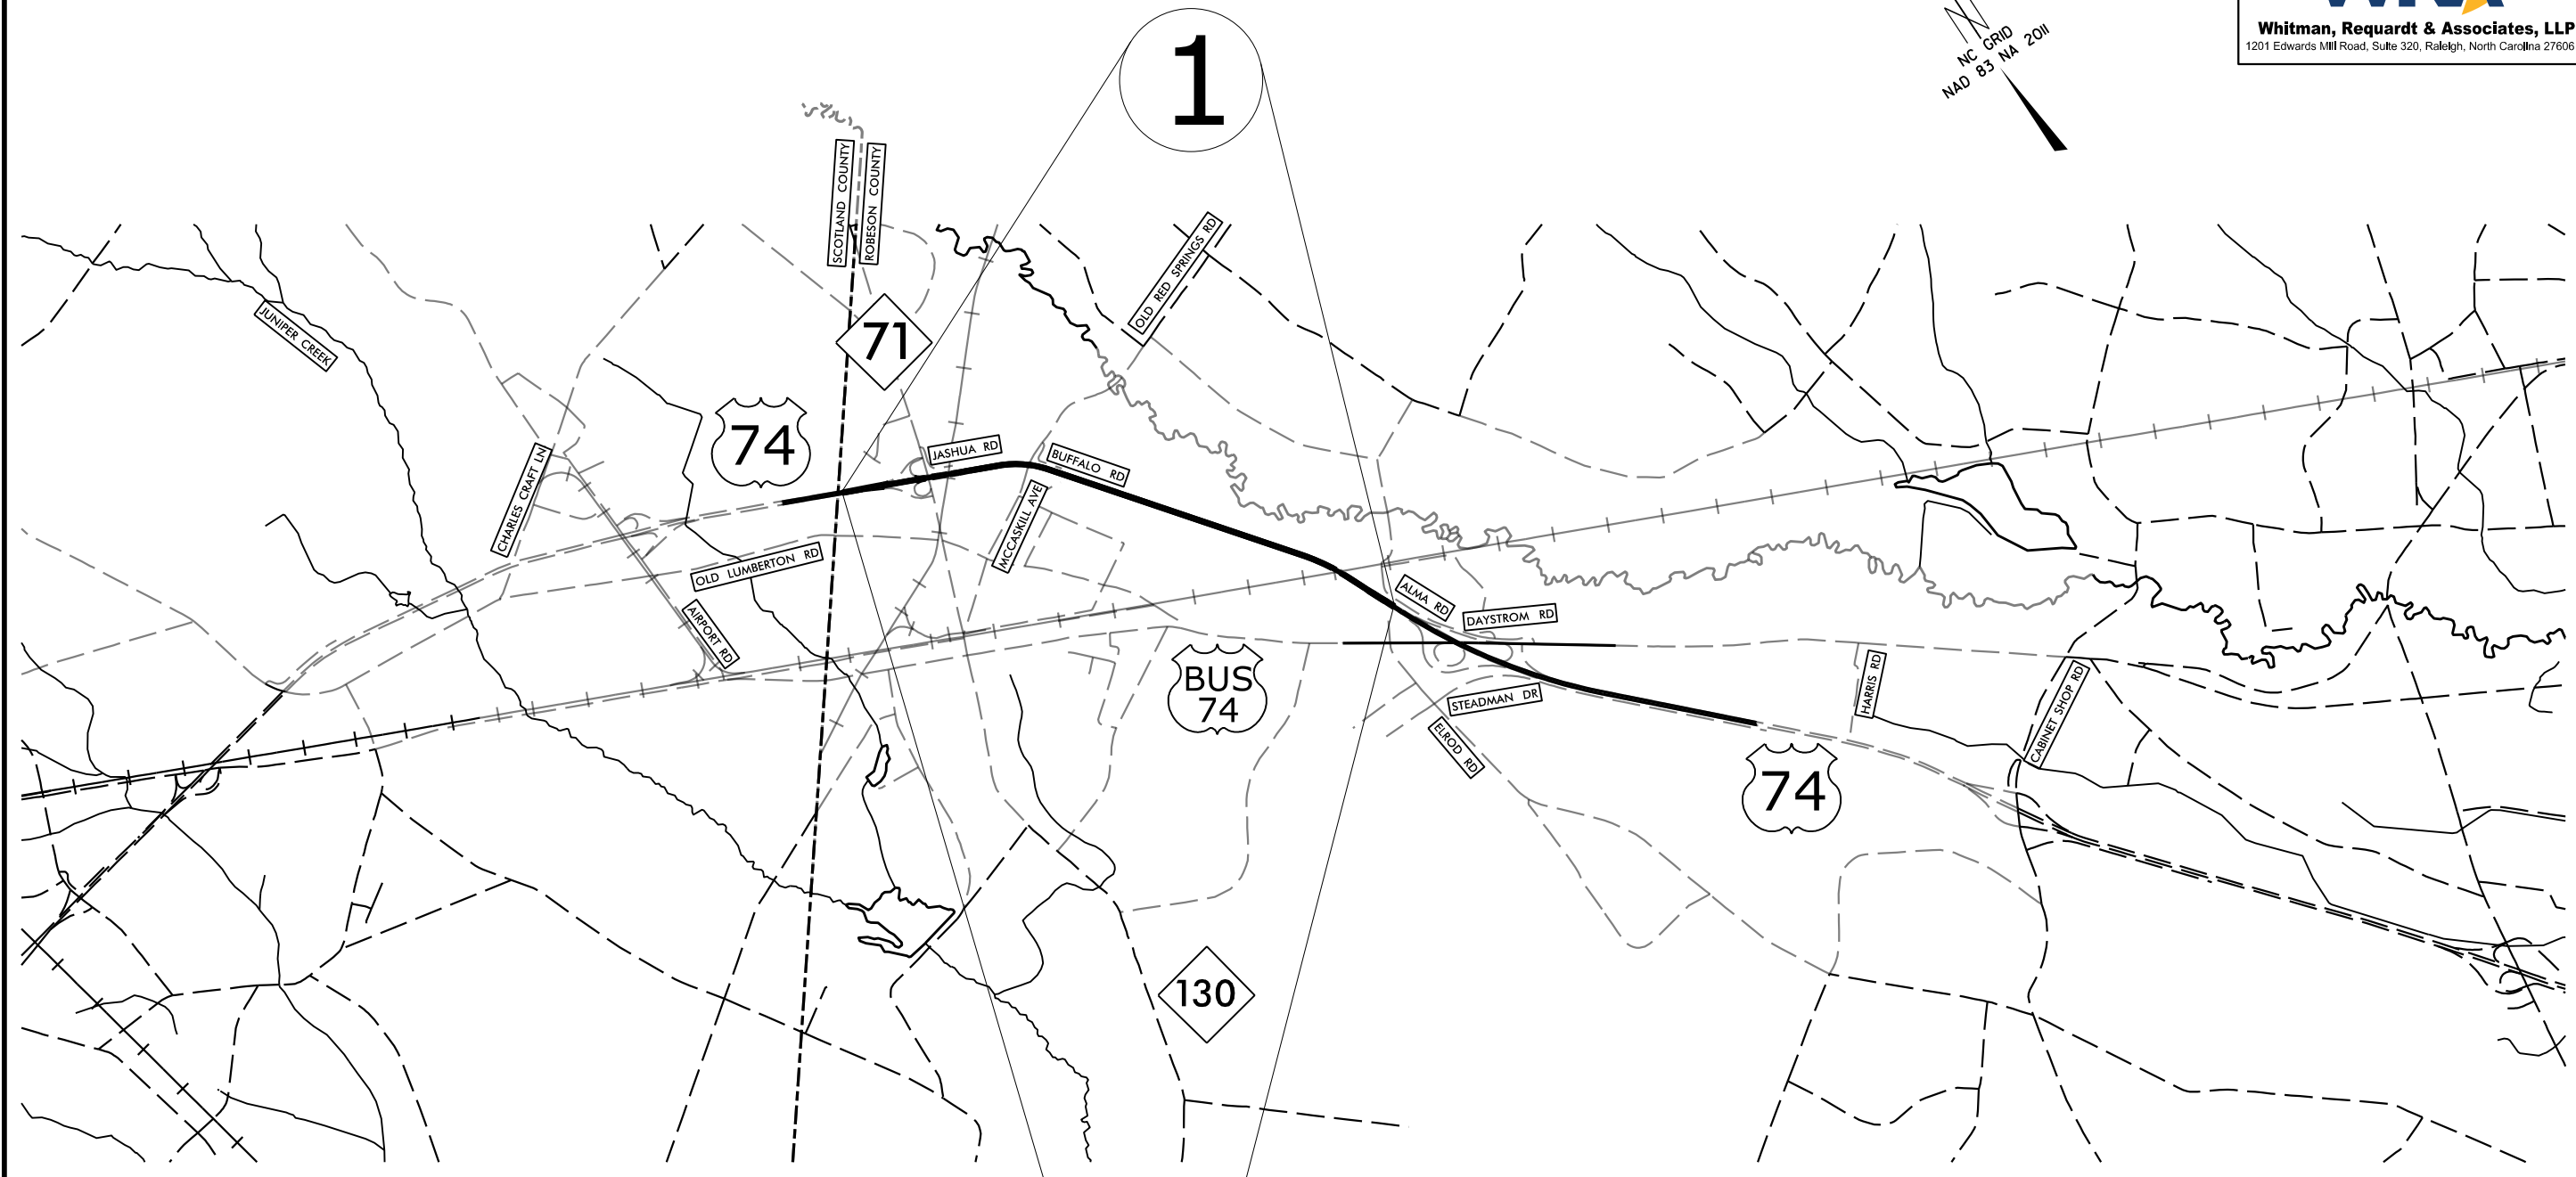 1
NC GRID
NAD 83 NA 2011
Whitman, Requardt & Associates, LLP
1201 Edwards Mill Road, Suite 320, Raleigh, North Carolina 27606
SCOTLAND COUNTY
ROBESON COUNTY
OLD RED SPRINGS RD
JUNIPER CREEK
71
74
JASHUA RD
BUFFALO RD
CHARLES CRAFT LN
MCCASKILL AVE
OLD LUMBERTON RD
AIRPORT RD
ALMA RD
DAYSTROM RD
BUS
74
STEADMAN DR
ELROD RD
HARRIS RD
CABINET SHOP RD
74
130